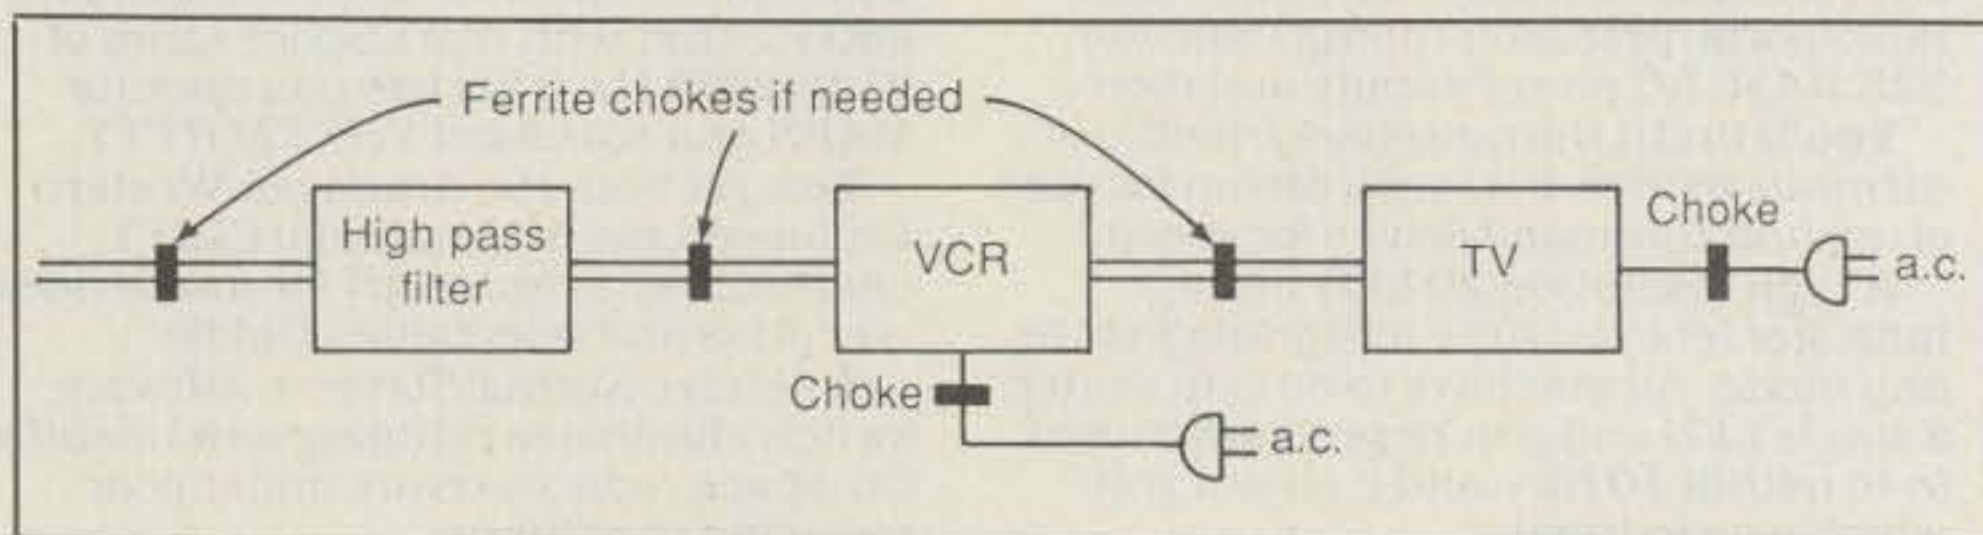 Ferrite chokes if needed
High pass
filter
VCR
TV
Choke
a.c.
Choke
a.c.